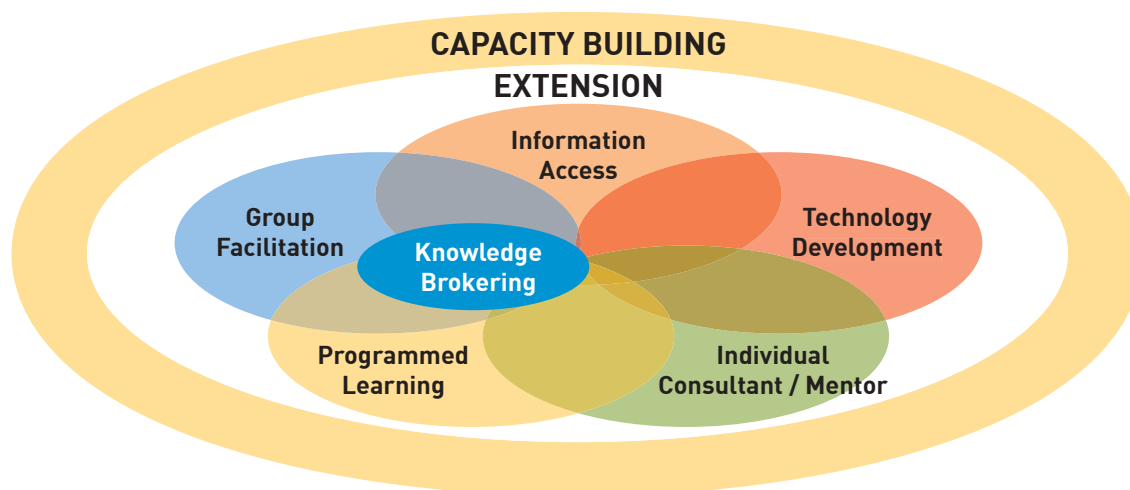 CAPACITY BUILDING
EXTENSION
Information
Access
Group
Facilitation
Technology
Development
Knowledge
Brokering
Programmed
Learning
Individual
Consultant / Mentor